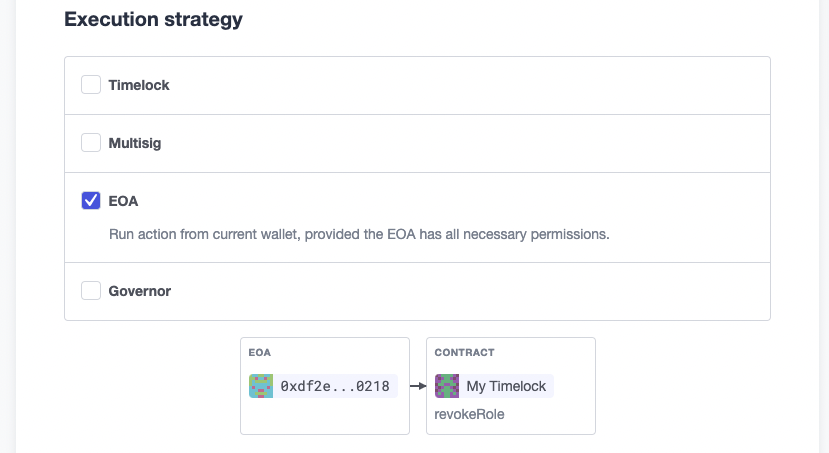 Execution strategy
Timelock
Multisig
EOA
Run action from current wallet, provided the EOA has all necessary permissions.
Governor
EOA
0xdf2e...0218
CONTRACT
My Timelock
revokeRole